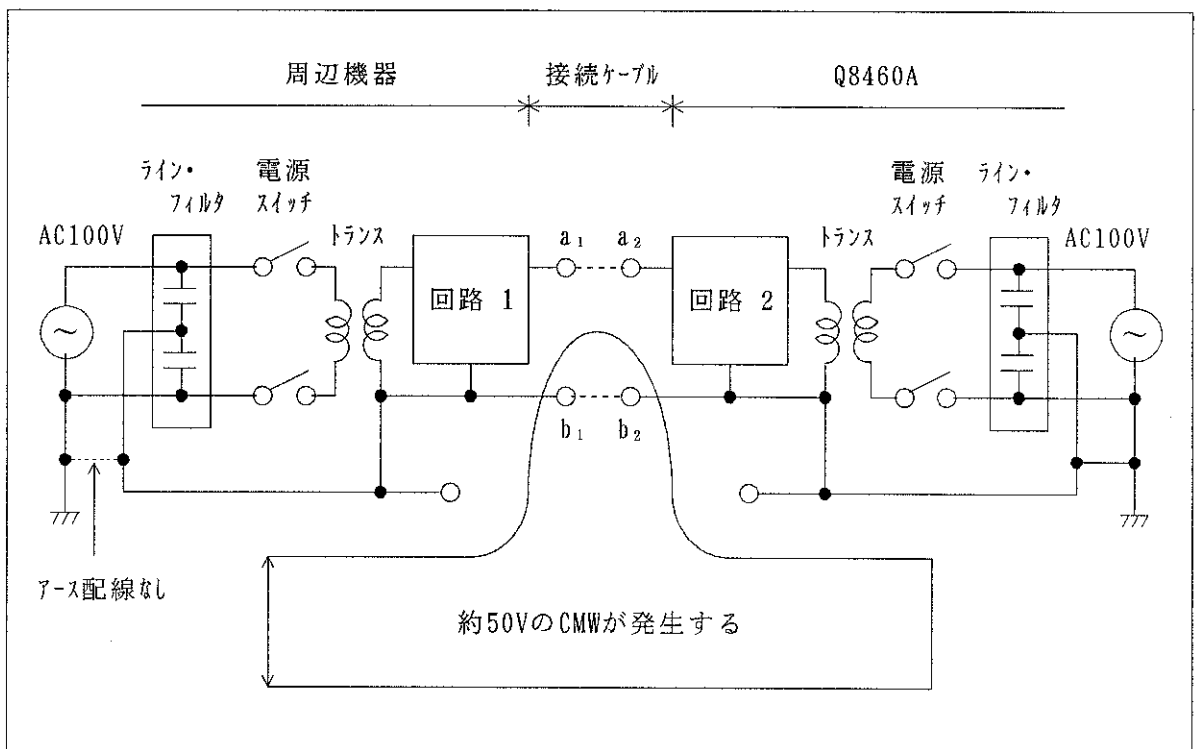 周辺機器
接続ｹｰﾌﾞﾙ
Q8460A
ﾗｲﾝ・
ﾌｨﾙﾀ
電源
ｽｲｯﾁ
電源
ｽｲｯﾁ
ﾗｲﾝ・
ﾌｨﾙﾀ
AC100V
ﾄﾗﾝｽ
a₁
a₂
ﾄﾗﾝｽ
AC100V
～
回路 1
回路 2
～
b₁
b₂
ｱｰｽ配線なし
約50VのCMWが発生する